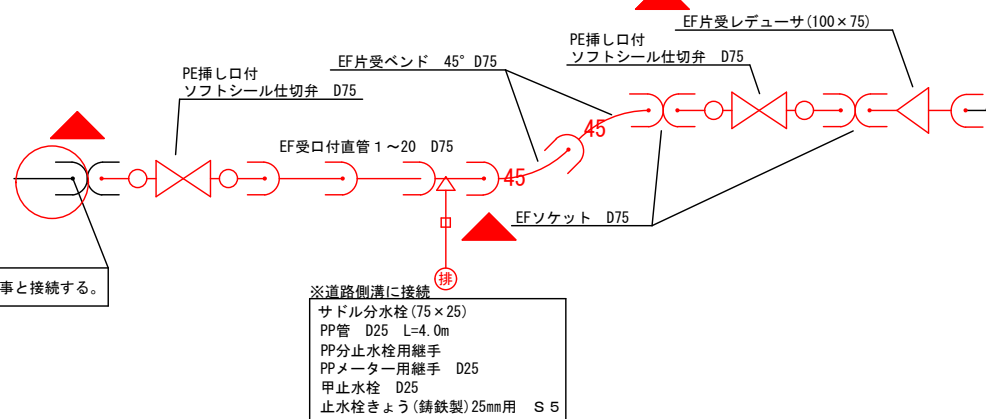 EF片受レデューサ(100×75)
PE挿し口付
ソフトシール仕切弁 D75
EF片受ベンド 45° D75
PE挿し口付
ソフトシール仕切弁 D75
45
EF受口付直管1～20 D75
45
EFソケット D75
事と接続する。
排
※道路側溝に接続
サドル分水栓(75×25)
PP管 D25 L=4.0m
PP分止水栓用継手
PPメーター用継手 D25
甲止水栓 D25
止水栓きょう(鋳鉄製)25mm用 S5